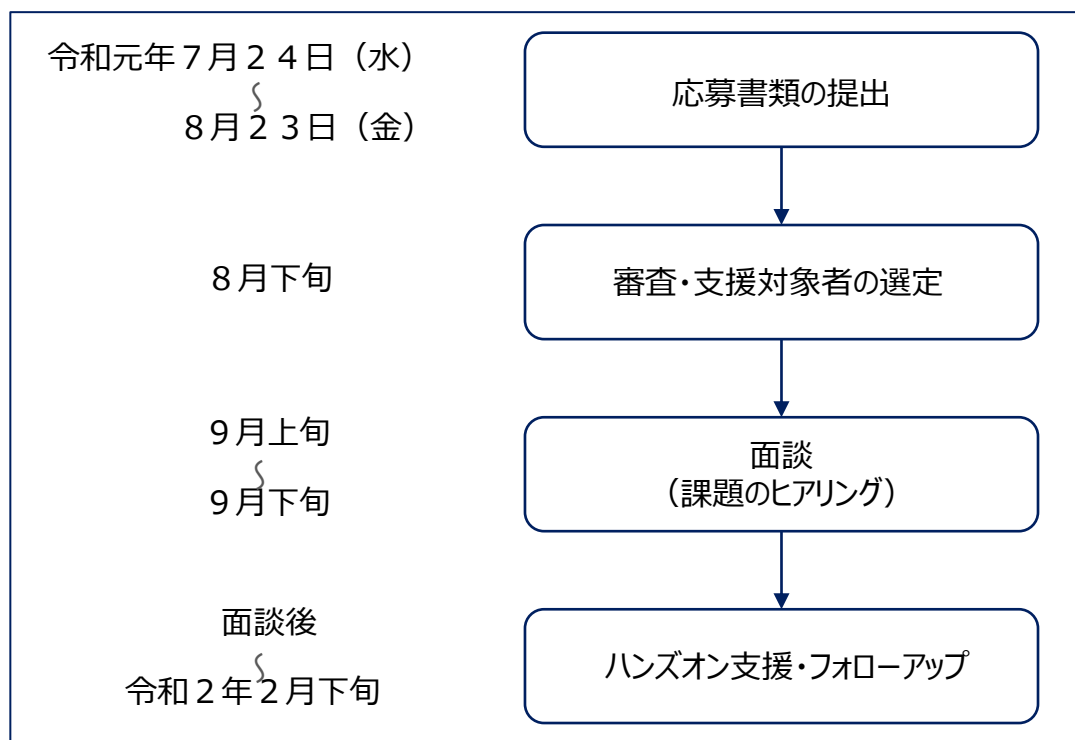 令和元年７月２４日（水）
～
８月２３日（金）
応募書類の提出
８月下旬
審査・支援対象者の選定
９月上旬
～
９月下旬
面談
（課題のヒアリング）
面談後
～
令和２年２月下旬
ハンズオン支援・フォローアップ